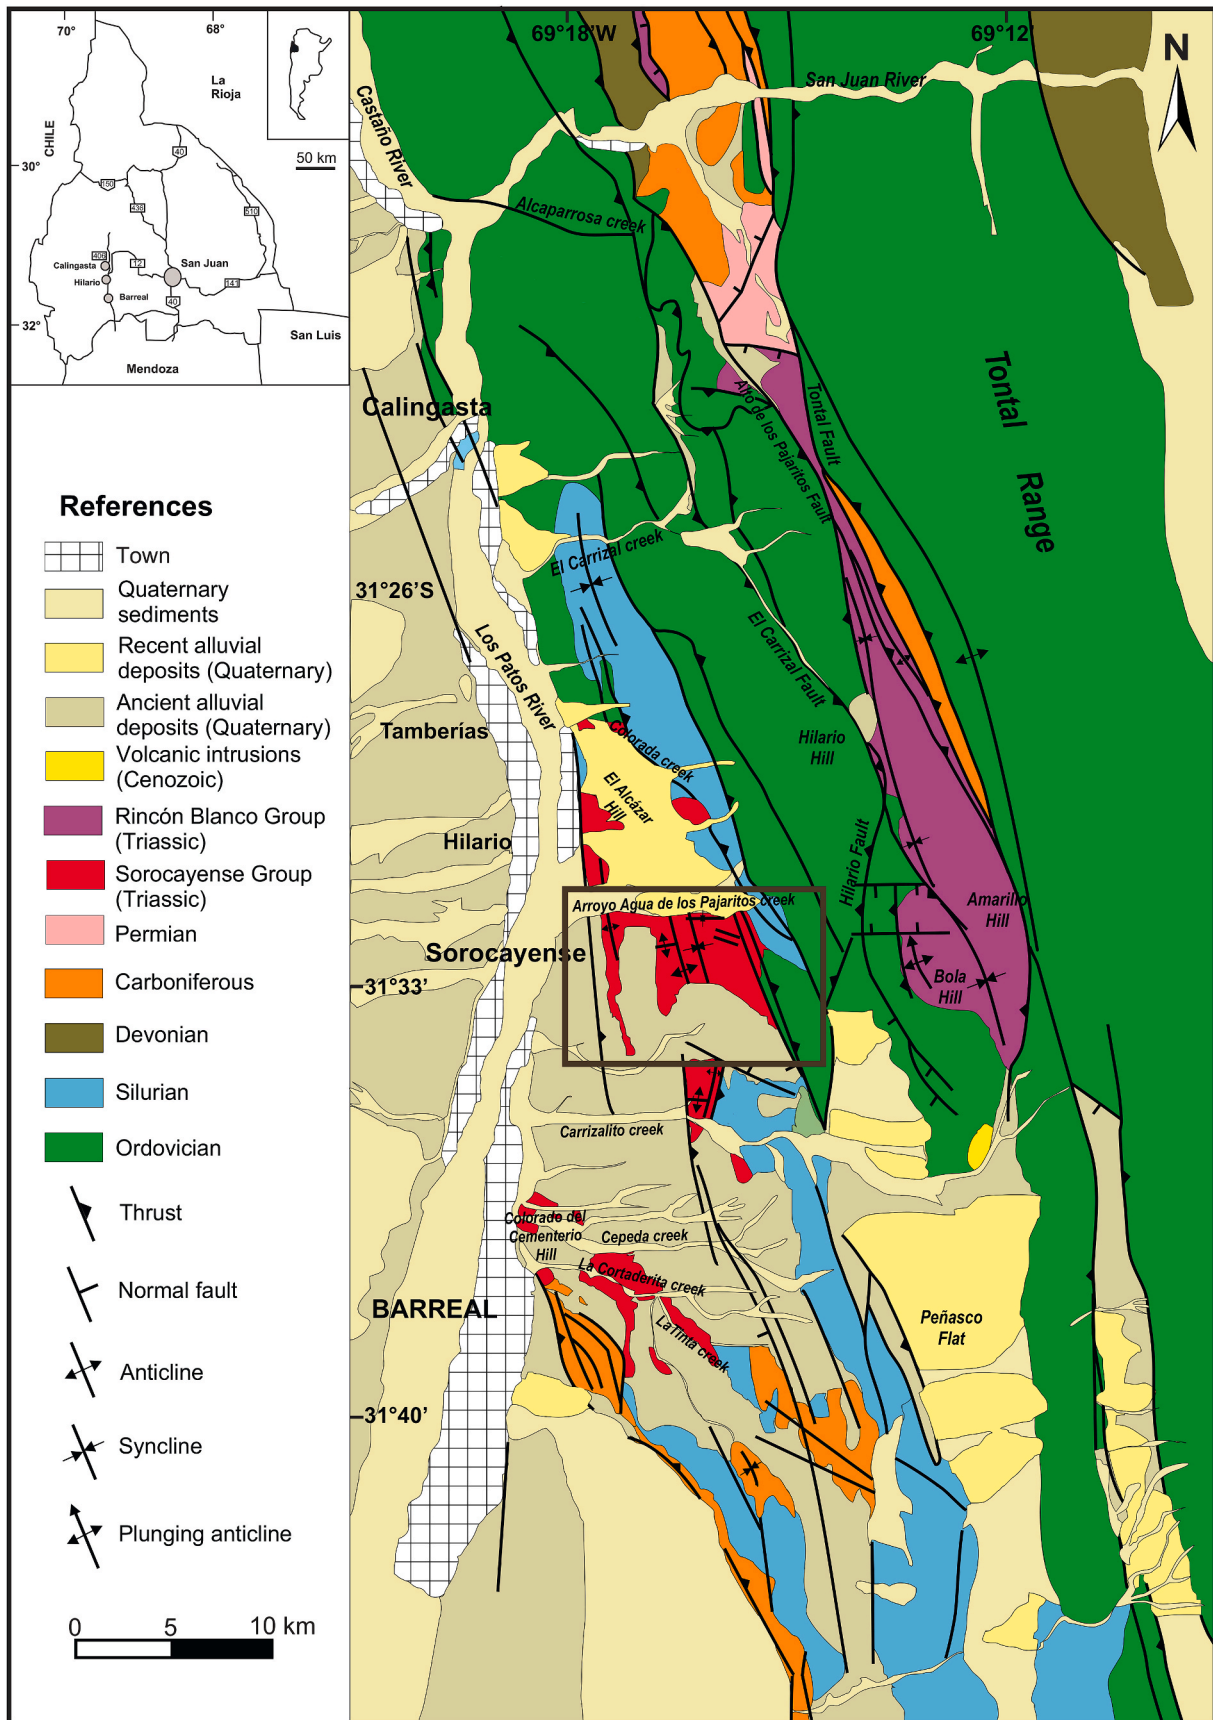 70°
68°
La
Rioja
CHILE
50 km
30°
40
150
436
510
406
Calingasta
12
San Juan
Hilario
141
Barreal
40
32°
San Luis
Mendoza
References
Town
Quaternary
sediments
Recent alluvial
deposits (Quaternary)
Ancient alluvial
deposits (Quaternary)
Volcanic intrusions
(Cenozoic)
Rincón Blanco Group
(Triassic)
Sorocayense Group
(Triassic)
Permian
Carboniferous
Devonian
Silurian
Ordovician
Thrust
Normal fault
Anticline
Syncline
Plunging anticline
0 5 10 km
69°18'W
69°12'
N
San Juan River
Castaño River
Alcaparrosa creek
Tontal Range
Calingasta
Alto de los Pajaritos Fault
Tontal Fault
El Carrizal creek
31°26'S
Los Patos River
El Carrizal Fault
Tamberías
Colorada creek
Hilario
Hill
El Alcázar
Hill
Hilario
Hilario Fault
Arroyo Agua de los Pajaritos creek
Amarillo
Hill
Sorocayense
Bola
Hill
31°33'
Carrizalito creek
Colorado del
Cementerio
Hill
Cepeda creek
La Cortaderita creek
BARREAL
LaTinta creek
Peñasco
Flat
31°40'